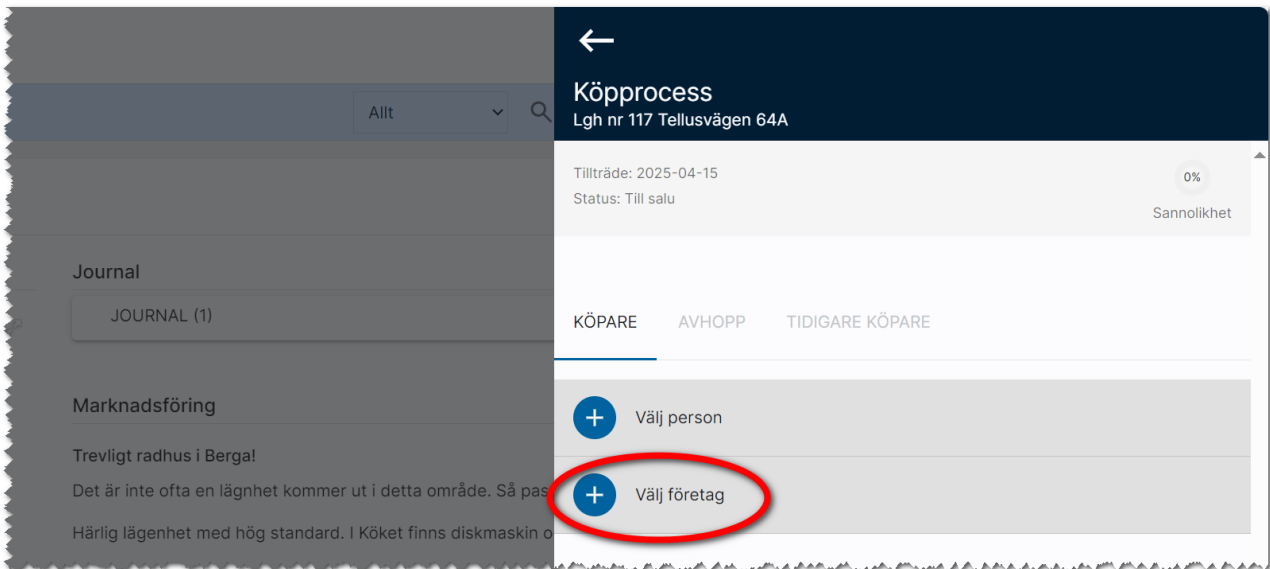 Allt
Journal
JOURNAL (1)
Marknadsföring
Trevligt radhus i Berga!
Det är inte ofta en lägnhet kommer ut i detta område. Så pas
Härlig lägenhet med hög standard. I Köket finns diskmaskin o
Köpprocess
Lgh nr 117 Tellusvägen 64A
Tillträde: 2025-04-15
Status: Till salu
0%
Sannolikhet
KÖPARE AVHOPP TIDIGARE KÖPARE
Välj person
Välj företag